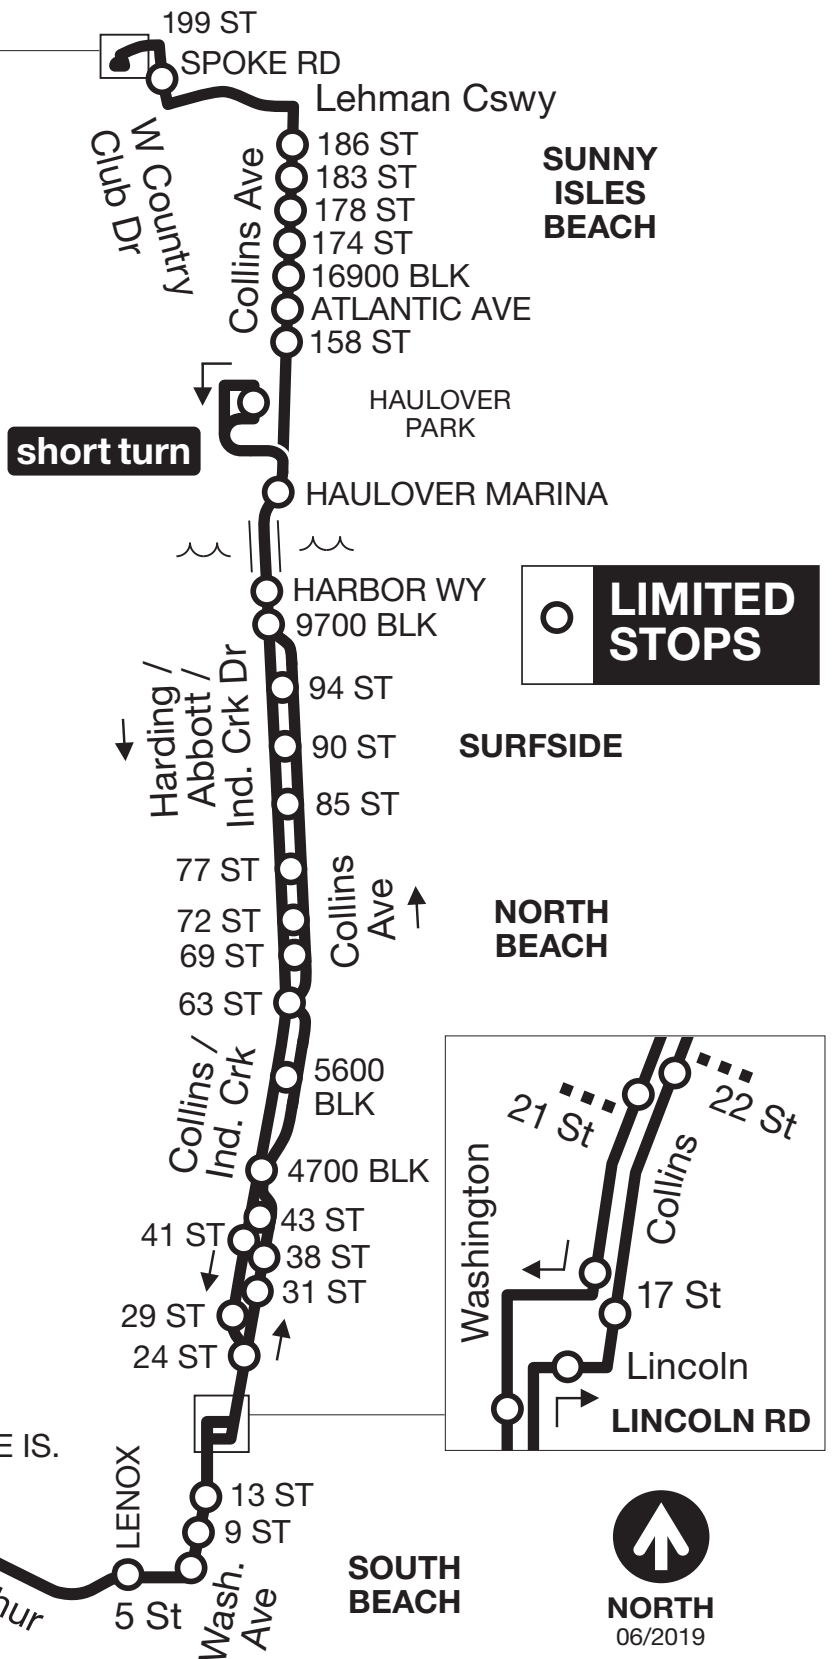 199 ST
SPOKE RD
Lehman Cswy
W Country
Club Dr
Collins Ave
186 ST
183 ST
178 ST
174 ST
16900 BLK
ATLANTIC AVE
158 ST
SUNNY
ISLES
BEACH
HAULOVER
PARK
short turn
HAULOVER MARINA
HARBOR WY
9700 BLK
LIMITED
STOPS
Harding /
Abbott /
Ind. Crk Dr
94 ST
90 ST
85 ST
SURFSIDE
77 ST
72 ST
69 ST
63 ST
Collins
Ave
NORTH
BEACH
Collins /
Ind. Crk
5600
BLK
4700 BLK
43 ST
41 ST
38 ST
31 ST
29 ST
24 ST
21 St
22 St
Washington
Collins
17 St
Lincoln
LINCOLN RD
E IS.
LENOX
13 ST
9 ST
5 St
Wash.
Ave
hur
SOUTH
BEACH
NORTH
06/2019